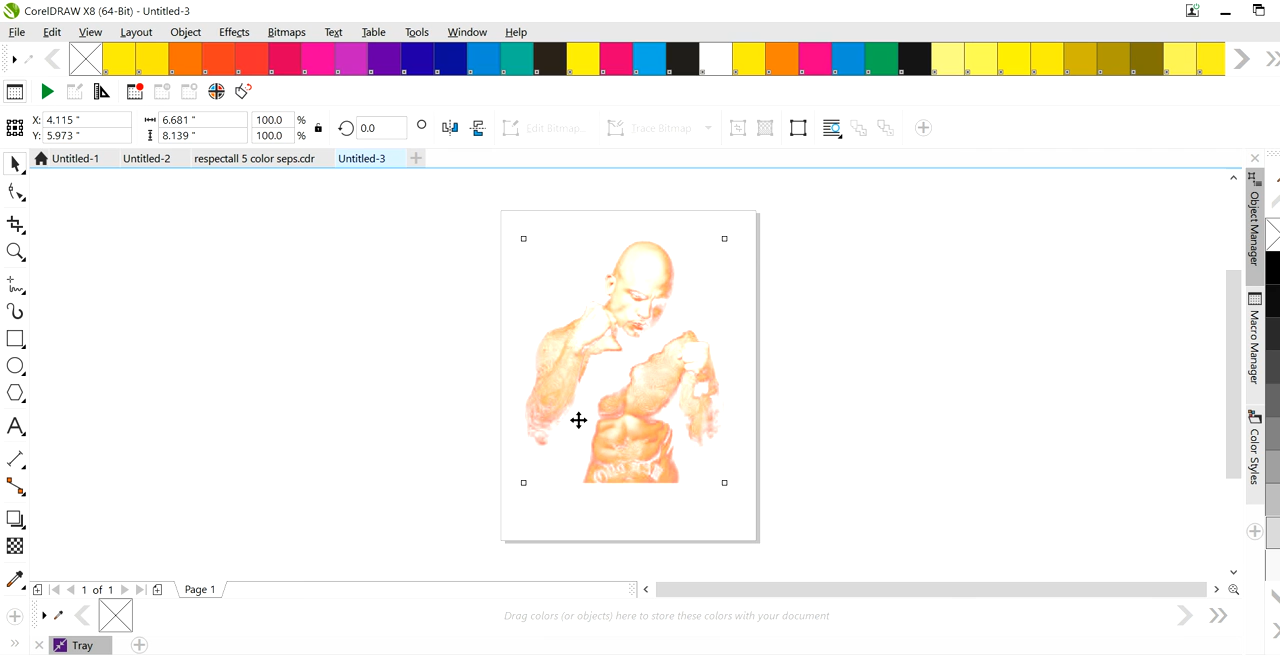 CorelDRAW X8 (64-Bit) - Untitled-3
File Edit View Layout Object Effects Bitmaps Text Table Tools Window Help
X: 4.115 " 6.681 " 100.0 %
Y: 5.973 " 8.139 " 100.0 %
0.0
Edit Bitmap... Trace Bitmap
Untitled-1 Untitled-2 respectall 5 color seps.cdr Untitled-3
Object Manager
Macro Manager
Color Styles
1 of 1 Page 1
Drag colors (or objects) here to store these colors with your document
Tray